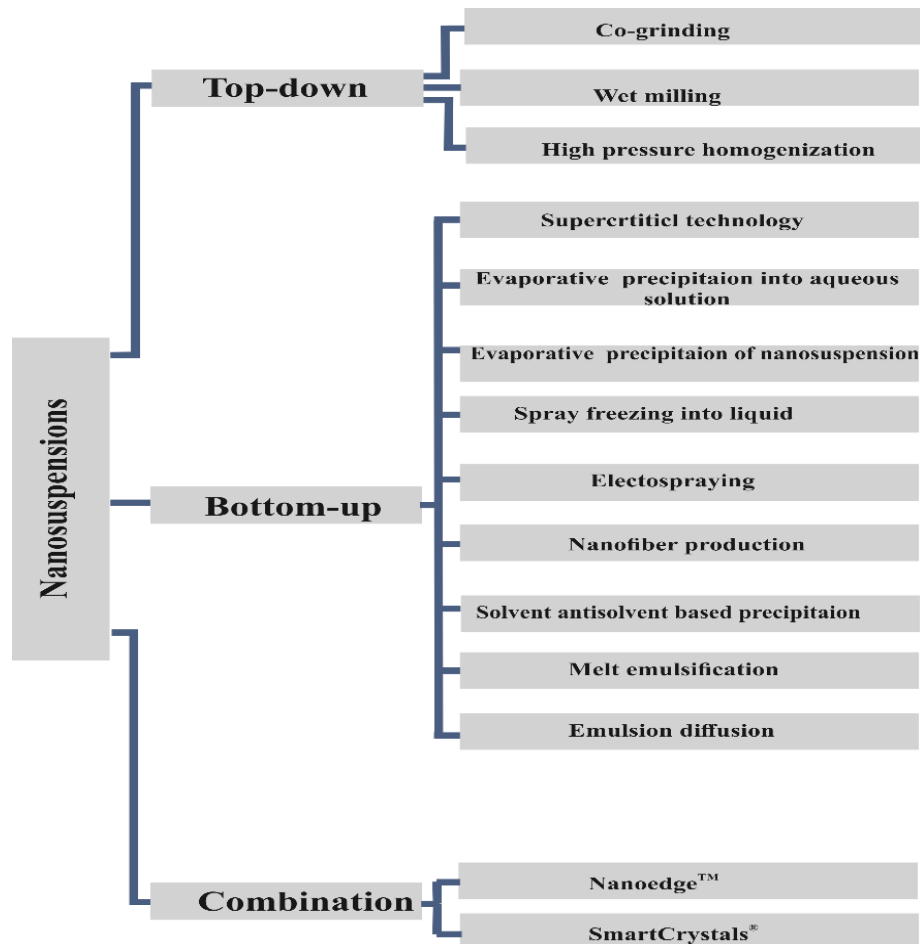 Nanosuspensions
Top-down
Co-grinding
Wet milling
High pressure homogenization
Bottom-up
Supercrtiticl technology
Evaporative precipitaion into aqueous
solution
Evaporative precipitaion of nanosuspension
Spray freezing into liquid
Electospraying
Nanofiber production
Solvent antisolvent based precipitaion
Melt emulsification
Emulsion diffusion
Combination
Nanoedge™
SmartCrystals®